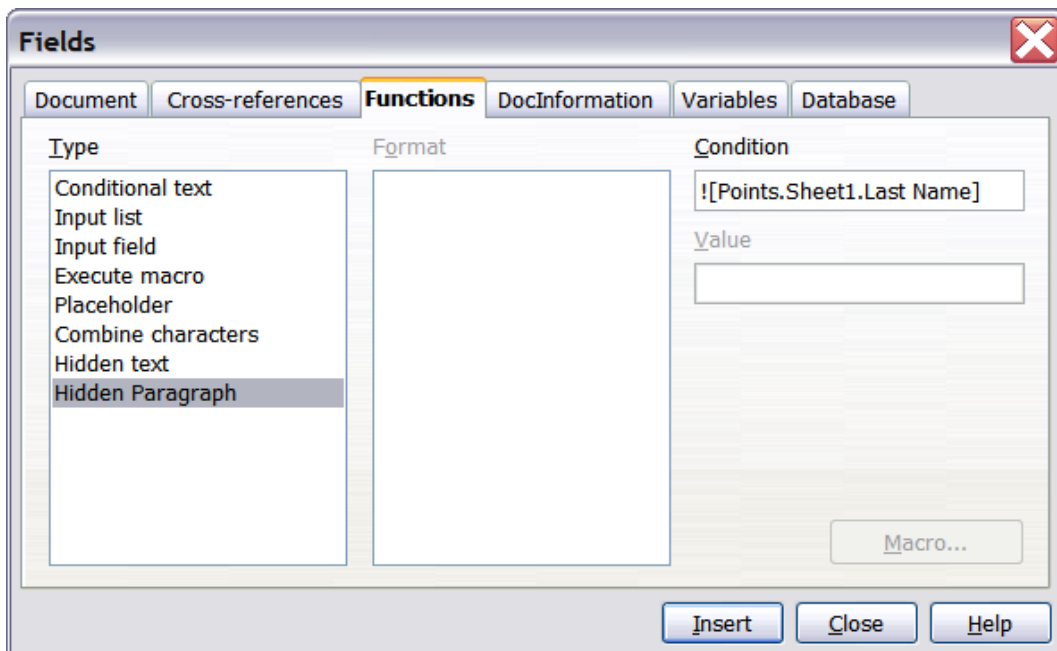 Fields
Document Cross-references Functions DocInformation Variables Database
Type Format Condition
Conditional text
Input list
Input field
Execute macro
Placeholder
Combine characters
Hidden text
Hidden Paragraph
![Points.Sheet1.Last Name]
Value
Macro...
Insert Close Help